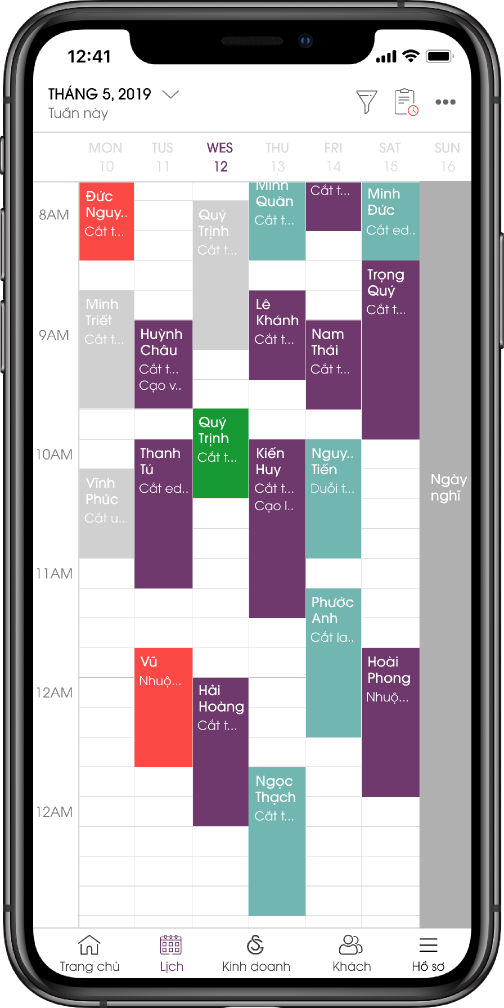 12:41
THÁNG 5, 2019
Tuần này
MON TUS WES THU FRI SAT SUN
10 11 12 13 14 15 16
8AM
9AM
10AM
11AM
12AM
12AM
Đức
Nguy..
Cắt t...
Minh
Triết
Cắt t...
Vĩnh
Phúc
Cắt u...
Huỳnh
Châu
Cắt t...
Cạo v..
Thanh
Tú
Cắt ed..
Vũ
Nhuộ...
Quý
Trịnh
Cắt t...
Quý
Trịnh
Cắt t...
Hải
Hoàng
Cắt t...
Minh
Quân
Cắt t...
Lê
Khánh
Cắt t...
Kiến
Huy
Cắt t...
Cạo l..
Ngọc
Thạch
Cắt t...
Cắt t...
Nam
Thái
Cắt t...
Nguy..
Tiến
Duỗi t...
Phước
Anh
Cắt la..
Minh
Đức
Cắt ed..
Trọng
Quý
Cắt t...
Hoài
Phong
Nhuộ...
Ngày
nghĩ
Trang chủ
Lịch
Kinh doanh
Khách
Hồ sơ